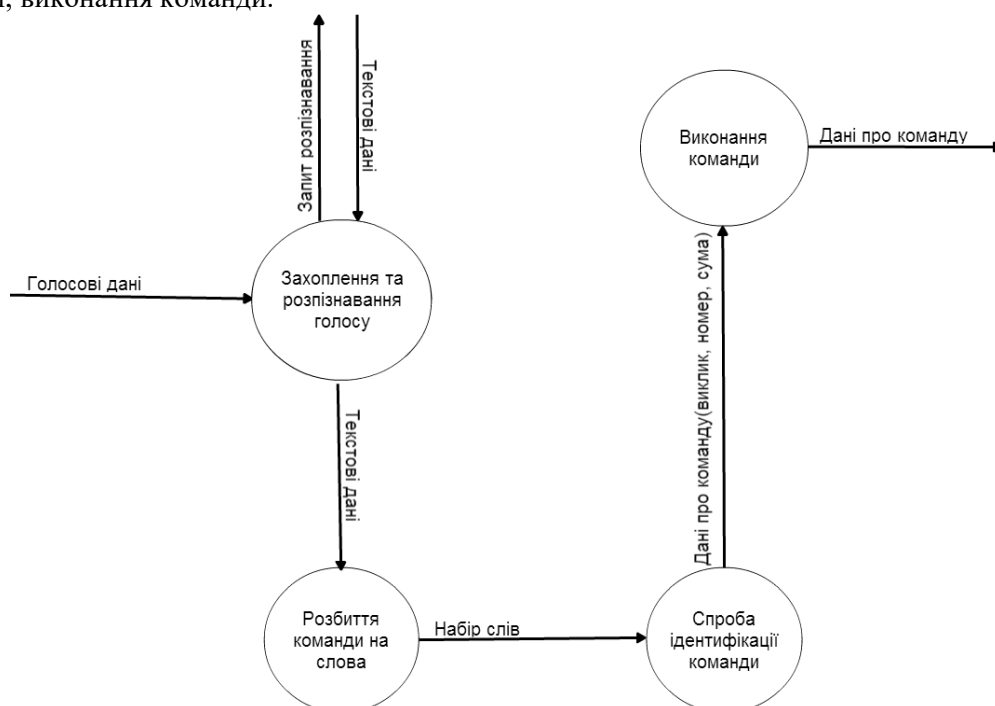 виконання команди.
Запит розпізнавання
Текстові дані
Виконання
команди
Дані про команду
Голосові дані
Захоплення та
розпізнавання
голосу
Текстові дані
Дані про команду(виклик, номер, сума)
Розбиття
команди на
слова
Набір слів
Спроба
ідентифікації
команди